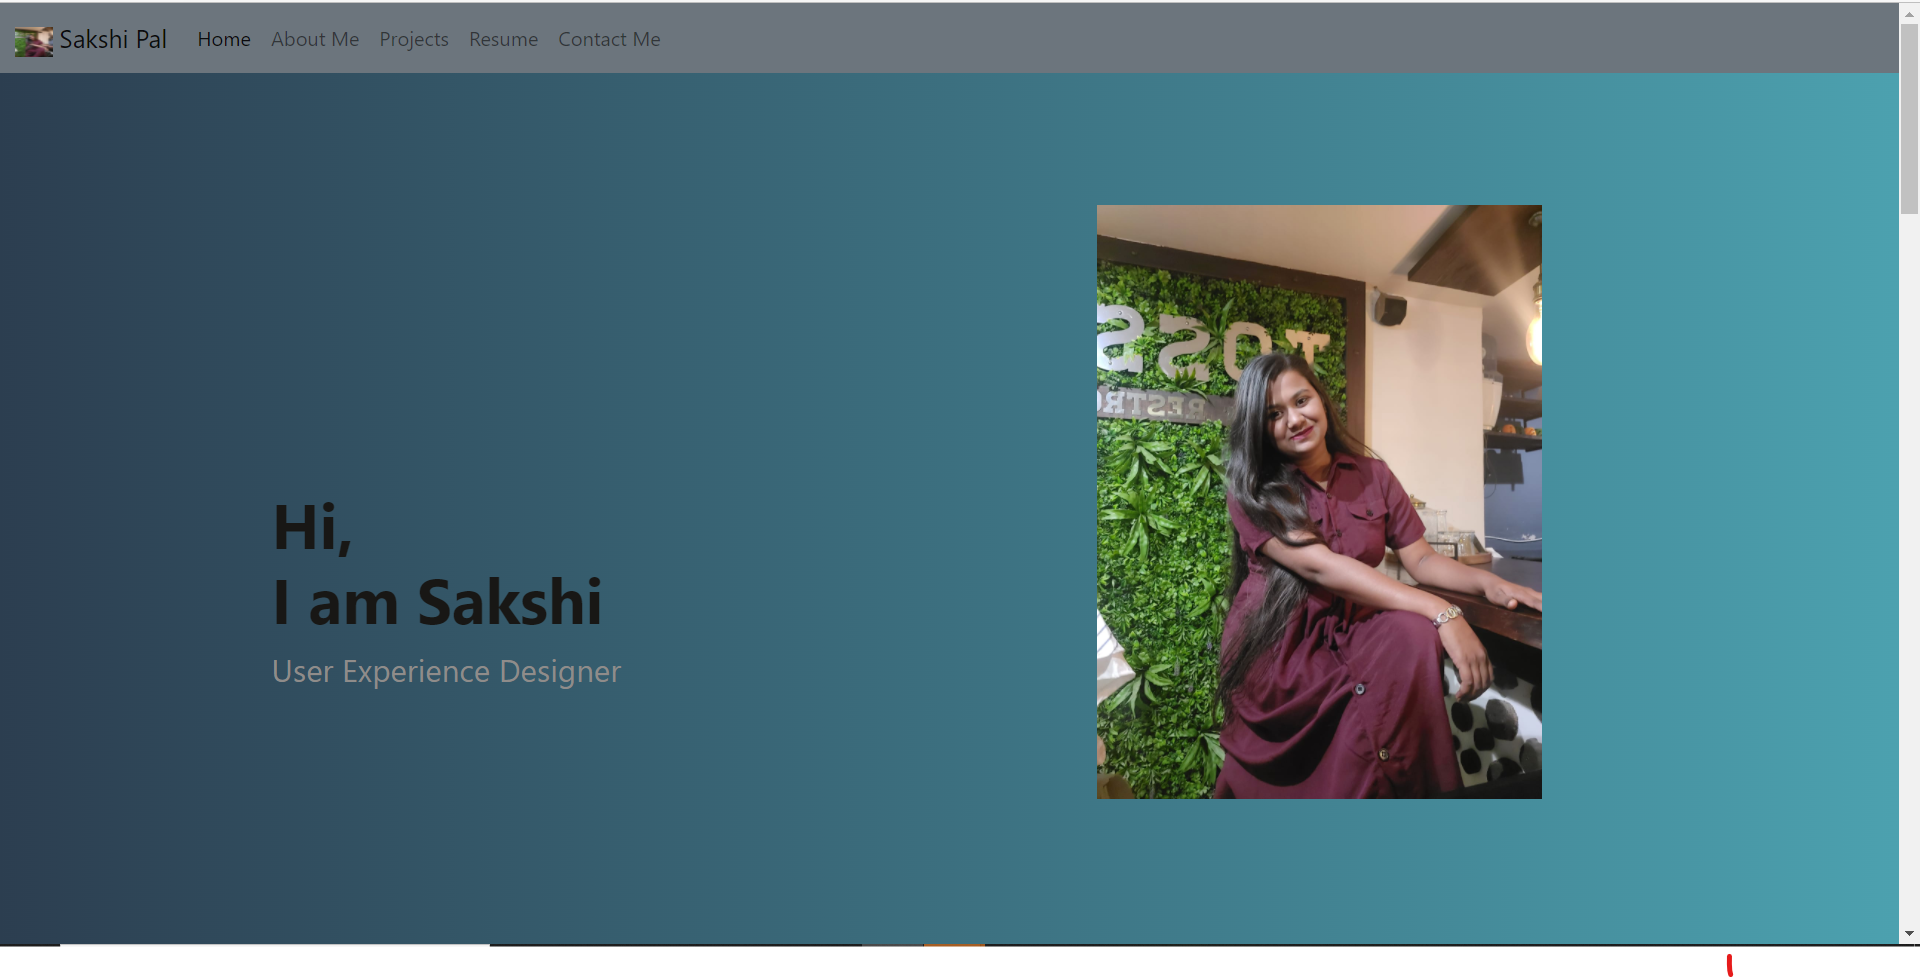 Sakshi Pal Home About Me Projects Resume Contact Me
Hi,
I am Sakshi
User Experience Designer